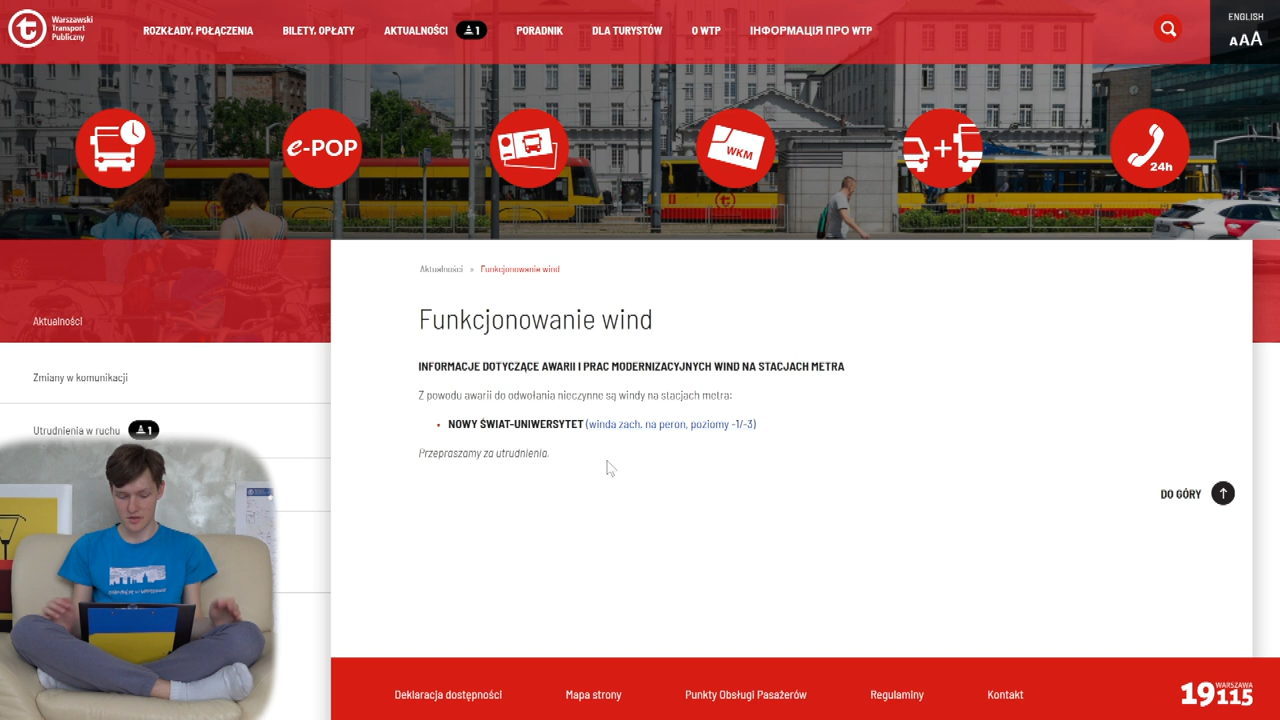 Warszawski
Transport
Publiczny
ROZKŁADY, POŁĄCZENIA
BILETY, OPŁATY
AKTUALNOŚCI
1
PORADNIK
DLA TURYSTÓW
O WTP
ІНФОРМАЦІЯ ПРО WTP
ENGLISH
AAA
e-POP
WKM
24h
Aktualności
Aktualności » Funkcjonowanie wind
Funkcjonowanie wind
INFORMACJE DOTYCZĄCE AWARII I PRAC MODERNIZACYJNYCH WIND NA STACJACH METRA
Z powodu awarii do odwołania nieczynne są windy na stacjach metra:
• NOWY ŚWIAT-UNIWERSYTET (winda zach. na peron, poziomy -1/-3)
Przepraszamy za utrudnienia.
DO GÓRY
Zmiany w komunikacji
Utrudnienia w ruchu 1
Deklaracja dostępności
Mapa strony
Punkty Obsługi Pasażerów
Regulaminy
Kontakt
WARSZAWA
19115